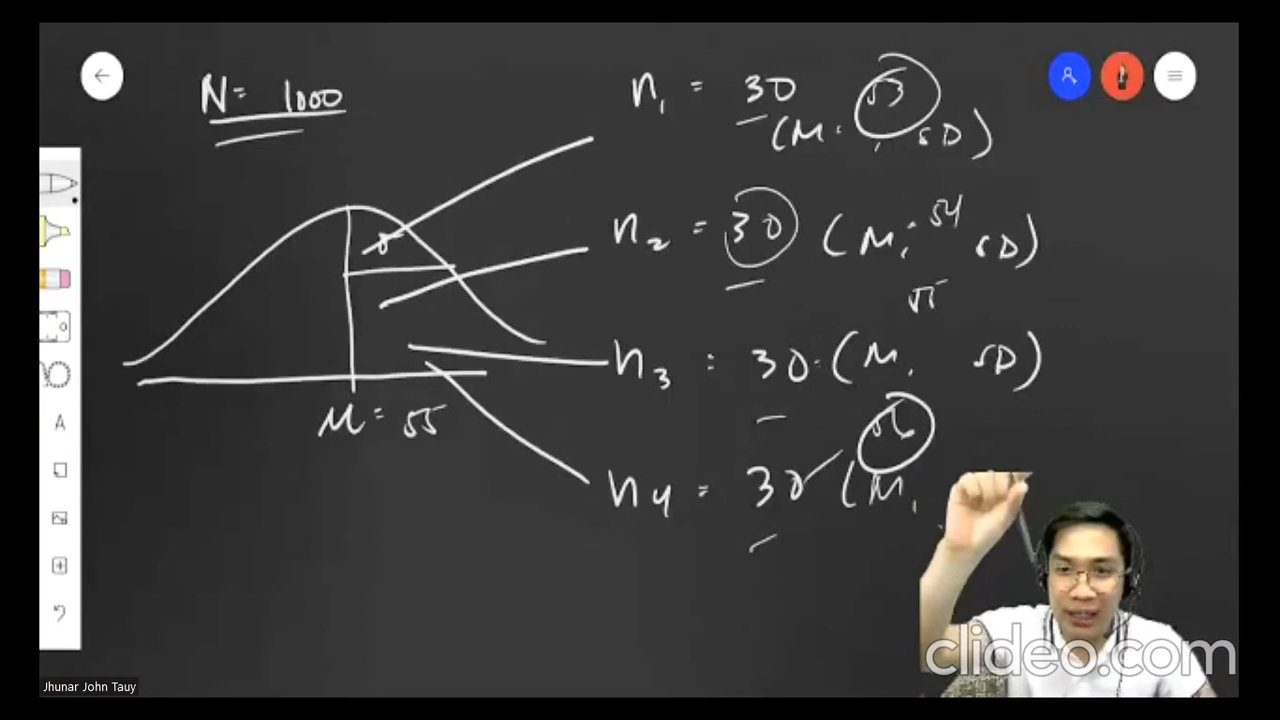 N = 1000
n₁ = 30
53
(M: , SD)
n₂ = 30 (M: 54 SD)
55
n₃ : 30 (M, SD)
56
n4 = 30 (M,
M = 55
A
clideo.com
Jhunar John Tauy